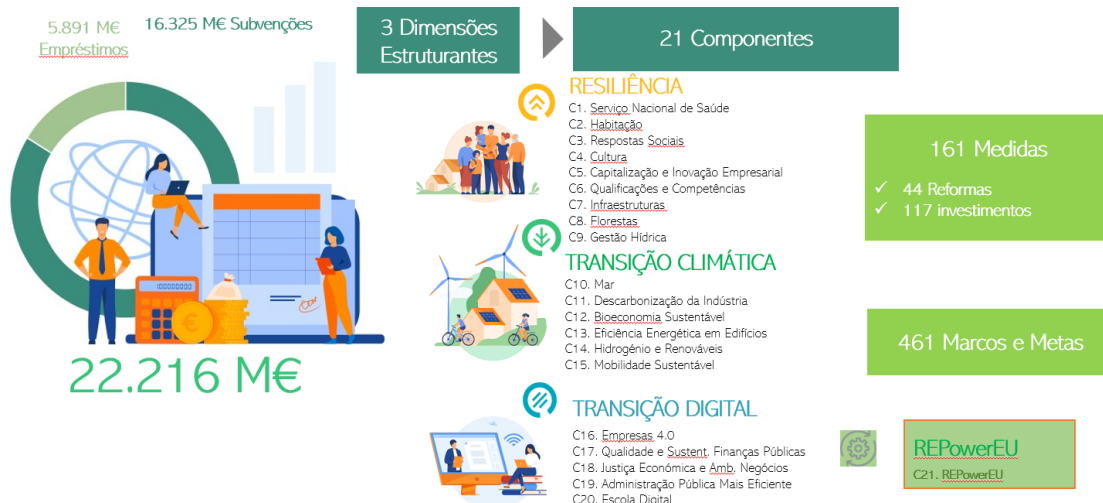 5.891 M€
Empréstimos
16.325 M€ Subvenções
22.216 M€
3 Dimensões
Estruturantes
21 Componentes
RESILIÊNCIA
C1. Serviço Nacional de Saúde
C2. Habitação
C3. Respostas Sociais
C4. Cultura
C5. Capitalização e Inovação Empresarial
C6. Qualificações e Competências
C7. Infraestruturas
C8. Florestas
C9. Gestão Hídrica
TRANSIÇÃO CLIMÁTICA
C10. Mar
C11. Descarbonização da Indústria
C12. Bioeconomia Sustentável
C13. Eficiência Energética em Edifícios
C14. Hidrogénio e Renováveis
C15. Mobilidade Sustentável
TRANSIÇÃO DIGITAL
C16. Empresas 4.0
C17. Qualidade e Sustent. Finanças Públicas
C18. Justiça Económica e Amb. Negócios
C19. Administração Pública Mais Eficiente
C20. Escola Digital
161 Medidas
✓ 44 Reformas
✓ 117 investimentos
461 Marcos e Metas
REPowerEU
C21. REPowerEU